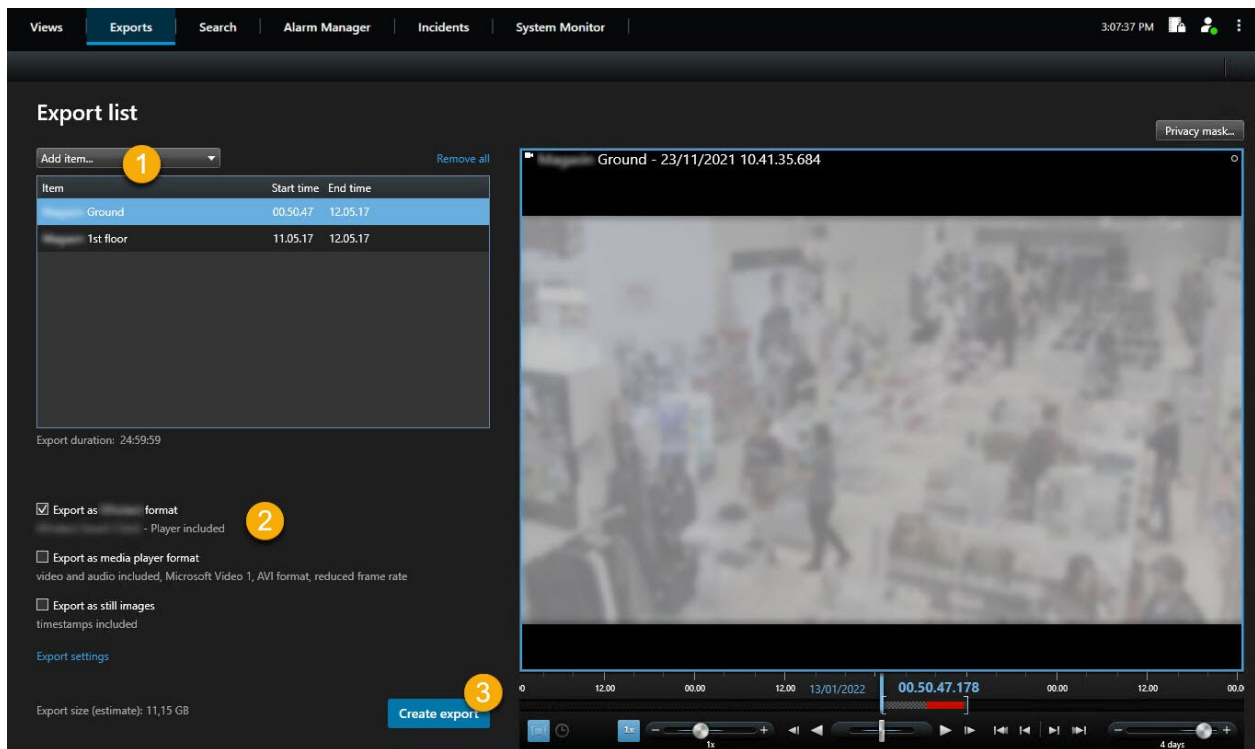 Views Exports Search Alarm Manager Incidents System Monitor 3:07:37 PM
Export list
Privacy mask...
Add item... 1 Remove all
Item Start time End time
Ground 00.50.47 12.05.17
1st floor 11.05.17 12.05.17
Export duration: 24:59:59
Export as format
- Player included
2
Export as media player format
video and audio included, Microsoft Video 1, AVI format, reduced frame rate
Export as still images
timestamps included
Export settings
Export size (estimate): 11,15 GB
Create export
3
Ground - 23/11/2021 10.41.35.684
0 12.00 00.00 12.00 13/01/2022 00.50.47.178 00.00 12.00 00.0
1x - + - +
1x 4 days